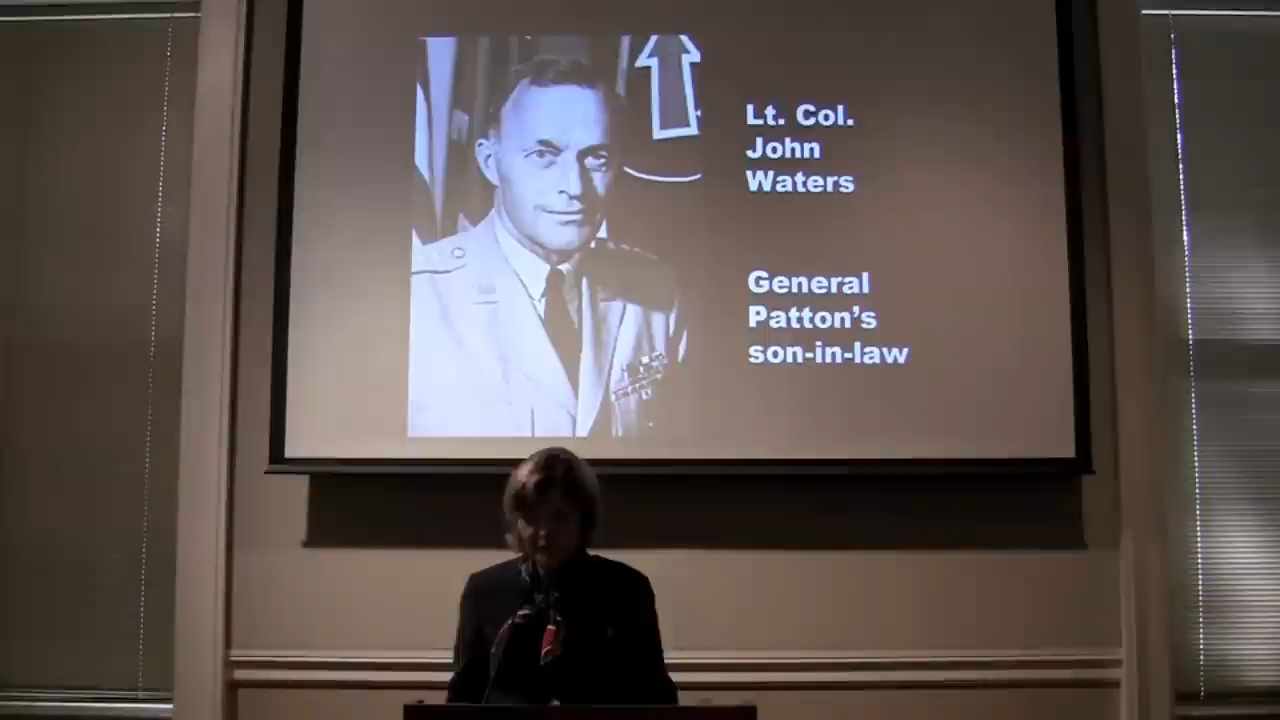 Lt. Col.
John
Waters
General
Patton's
son-in-law